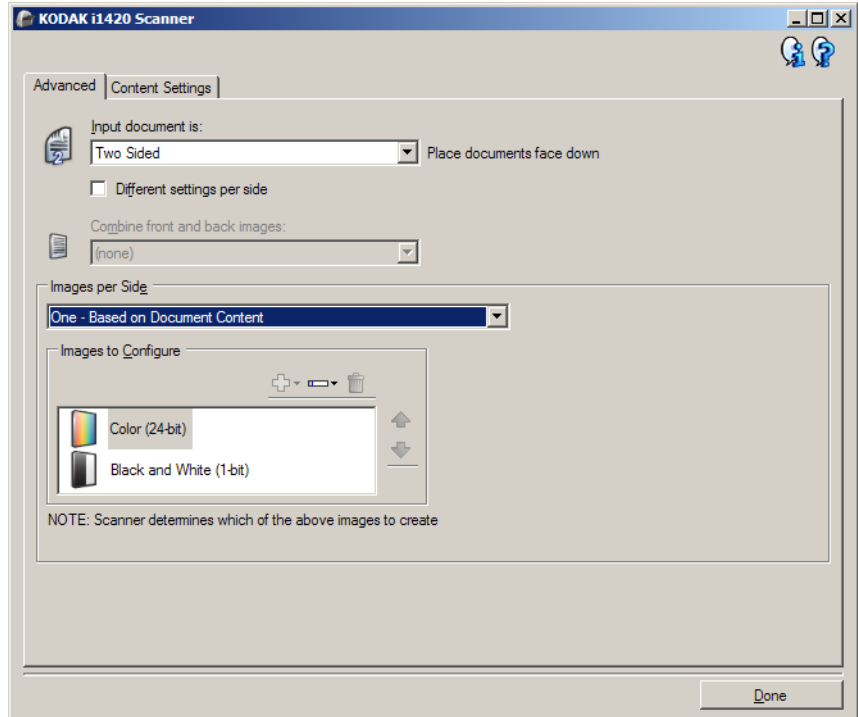 KODAK i1420 Scanner
Advanced
Content Settings
Input document is:
Two Sided
Place documents face down
Different settings per side
Combine front and back images:
(none)
Images per Side
One - Based on Document Content
Images to Configure
Color (24-bit)
Black and White (1-bit)
NOTE: Scanner determines which of the above images to create
Done